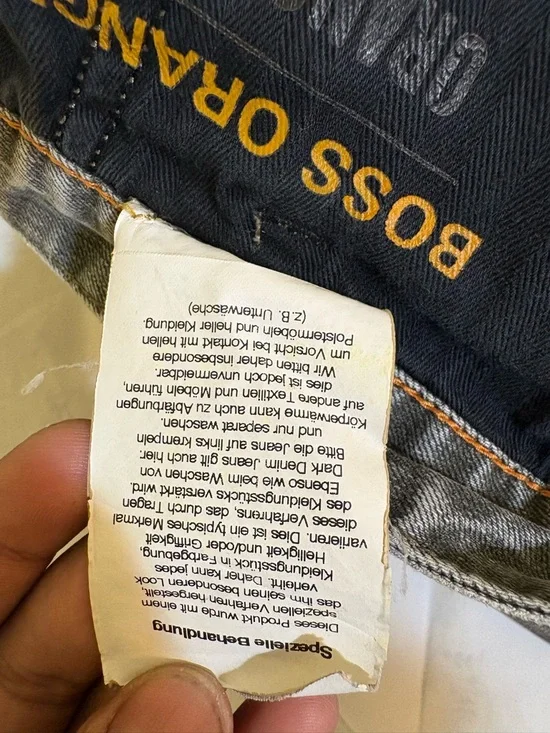 BOSS ORANGE
ORAN
Spezielle Behandlung
Dieses Produkt wurde mit einem
speziellen Verfahren hergestellt,
das ihm seinen besonderen Look
verleiht. Daher kann jedes
Kleidungsstück in Farbgebung,
Helligkeit und/oder Griffigkeit
variieren. Dies ist ein typisches Merkmal
dieses Verfahrens, das durch Tragen
des Kleidungsstücks verstärkt wird.
Ebenso wie beim Waschen von
Dark Denim Jeans gilt auch hier:
Bitte die Jeans auf links krempeln
und nur separat waschen.
Körperwärme kann auch zu Abfärbungen
auf andere Textilien und Möbeln führen,
dies ist jedoch unvermeidbar.
Wir bitten daher insbesondere
um Vorsicht bei Kontakt mit hellen
Polstermöbeln und heller Kleidung.
(z.B. Unterwäsche)